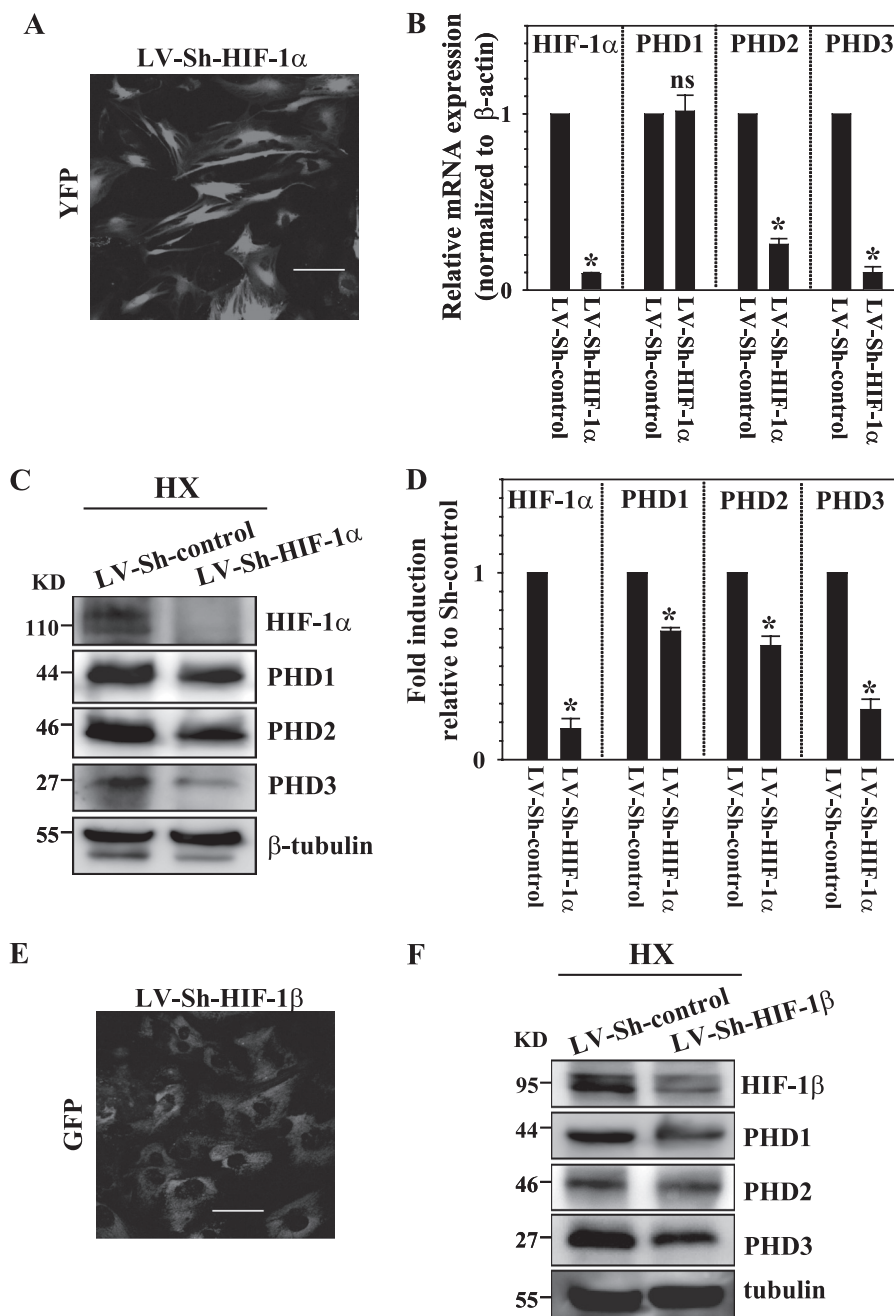 A
LV-Sh-HIF-1α
YFP
B
Relative mRNA expression
(normalized to β-actin)
HIF-1α PHD1 PHD2 PHD3
1
0
ns
*
*
*
LV-Sh-control
LV-Sh-HIF-1α
LV-Sh-control
LV-Sh-HIF-1α
LV-Sh-control
LV-Sh-HIF-1α
LV-Sh-control
LV-Sh-HIF-1α
C
HX
KD
LV-Sh-control
LV-Sh-HIF-1α
110 HIF-1α
44 PHD1
46 PHD2
27 PHD3
55 β-tubulin
D
Fold induction
relative to Sh-control
HIF-1α PHD1 PHD2 PHD3
1
0
*
*
*
*
LV-Sh-control
LV-Sh-HIF-1α
LV-Sh-control
LV-Sh-HIF-1α
LV-Sh-control
LV-Sh-HIF-1α
LV-Sh-control
LV-Sh-HIF-1α
E
LV-Sh-HIF-1β
GFP
F
HX
KD
LV-Sh-control
LV-Sh-HIF-1β
95 HIF-1β
44 PHD1
46 PHD2
27 PHD3
55 tubulin